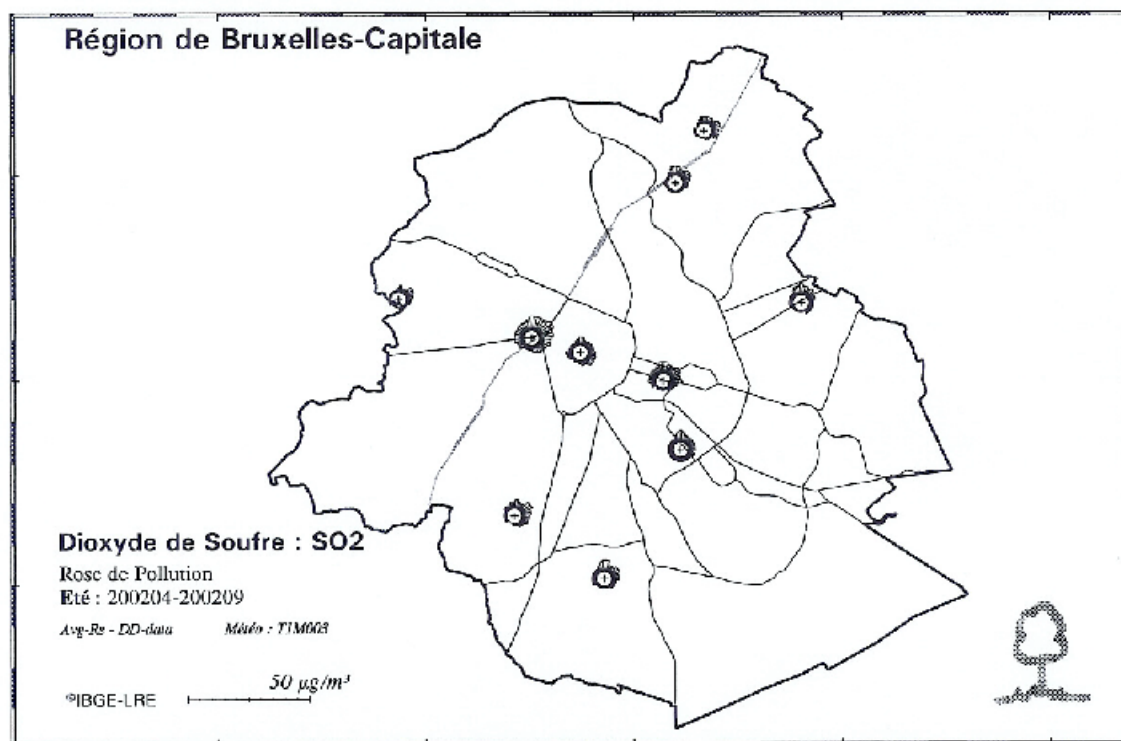 Région de Bruxelles-Capitale
Dioxyde de Soufre : SO2
Rose de Pollution
Eté : 200204-200209
Avg-Rs - DD-data Météo : T1M003
50 µg/m³
©IBGE-LRE